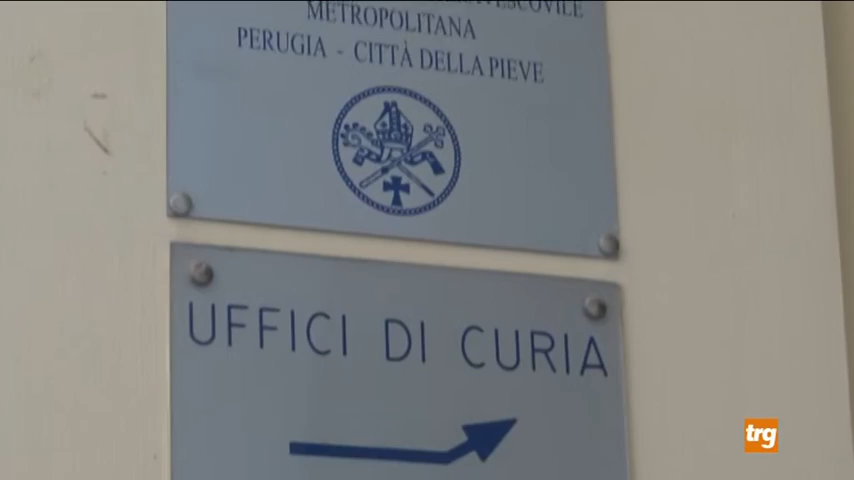 METROPOLITANA
PERUGIA - CITTÀ DELLA PIEVE
UFFICI DI CURIA
trg